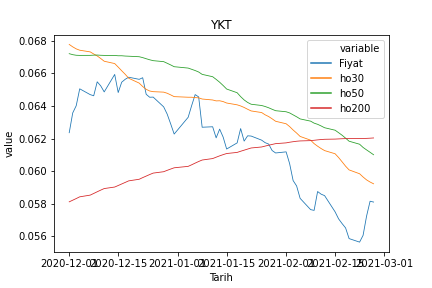 YKT
0.068
0.066
0.064
0.062
0.060
0.058
0.056
value
variable
Fiyat
ho30
ho50
ho200
2020-12-01
2020-12-15
2021-01-01
2021-01-15
2021-02-01
2021-02-15
2021-03-01
Tarih